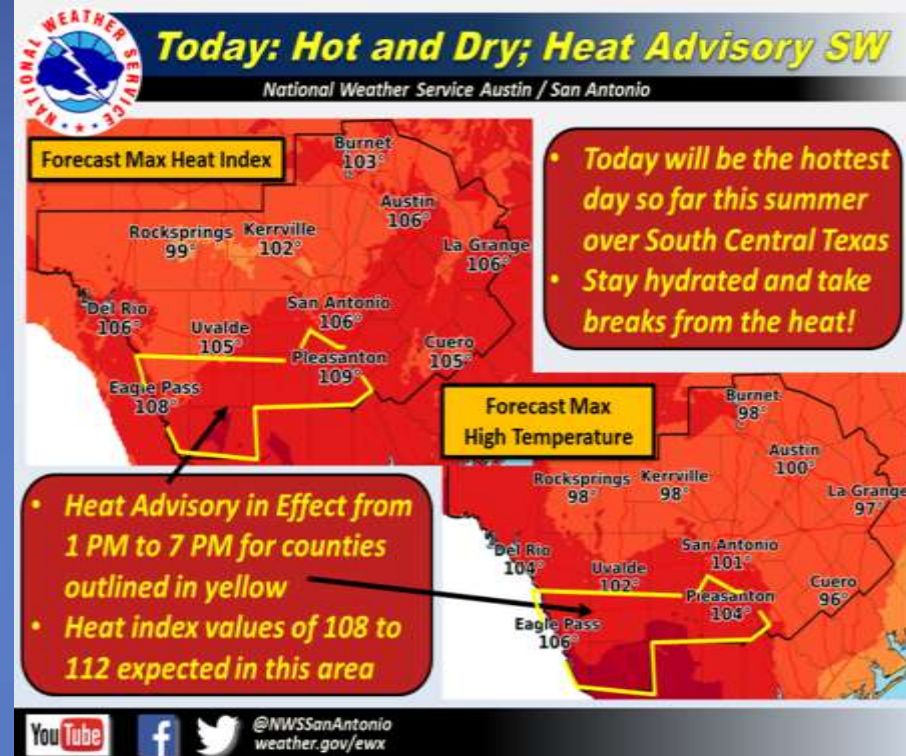 NATIONAL WEATHER SERVICE
Today: Hot and Dry; Heat Advisory SW
National Weather Service Austin / San Antonio
Forecast Max Heat Index
Burnet
103°
Austin
106°
Rocksprings
99°
Kerrville
102°
La Grange
106°
Del Rio
106°
Uvalde
105°
San Antonio
106°
Cuero
105°
Pleasanton
109°
Eagle Pass
108°
• Today will be the hottest
day so far this summer
over South Central Texas
• Stay hydrated and take
breaks from the heat!
Forecast Max
High Temperature
Burnet
98°
Austin
100°
Rocksprings
98°
Kerrville
98°
La Grange
97°
Del Rio
104°
Uvalde
102°
San Antonio
101°
Cuero
96°
Pleasanton
104°
Eagle Pass
106°
• Heat Advisory in Effect from
1 PM to 7 PM for counties
outlined in yellow
• Heat index values of 108 to
112 expected in this area
You Tube
f
@NWSSanAntonio
weather.gov/ewx